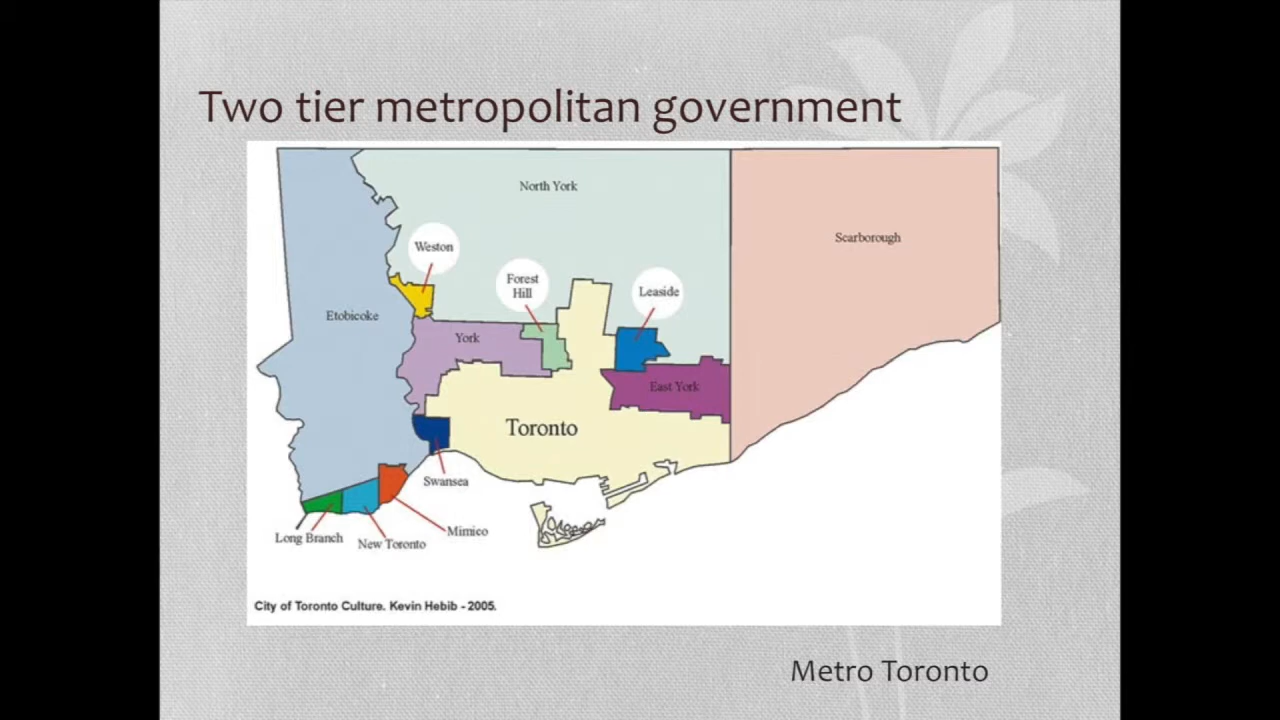 Two tier metropolitan government
North York
Scarborough
Weston
Forest
Hill
Leaside
Etobicoke
York
East York
Toronto
Swansea
Mimico
Long Branch
New Toronto
City of Toronto Culture. Kevin Hebib - 2005.
Metro Toronto